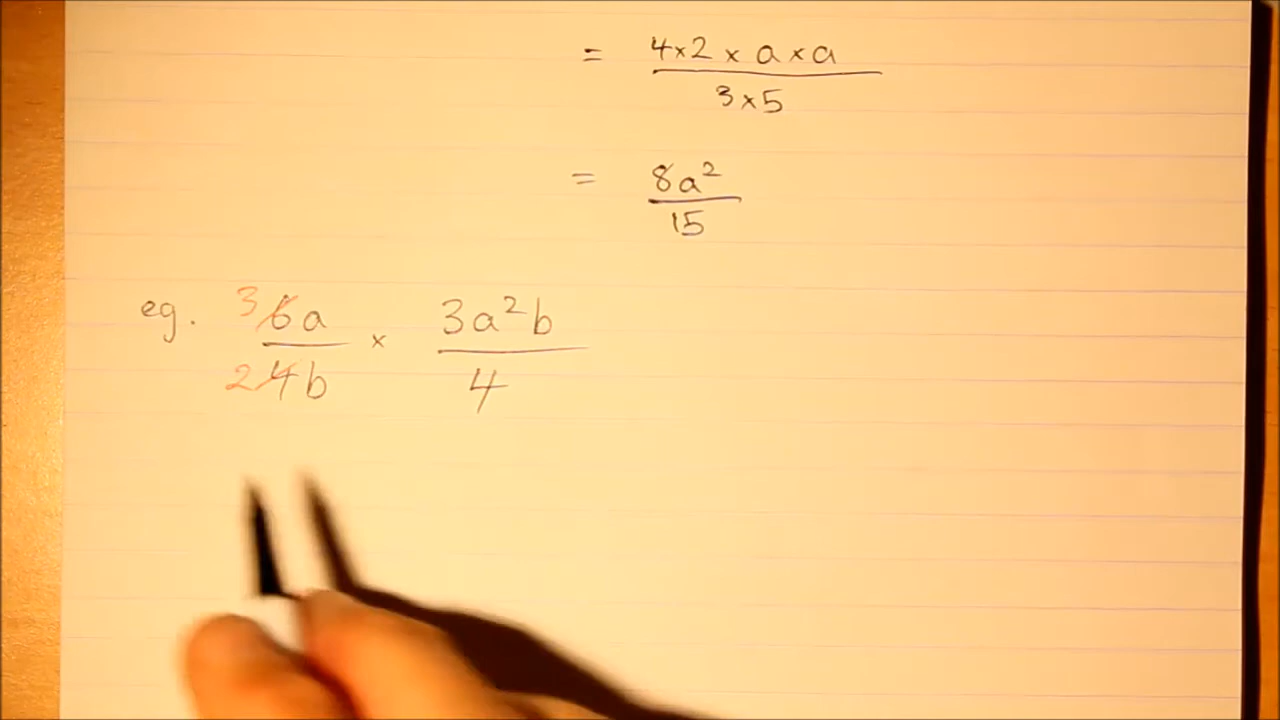 = 4×2 × a × a
3 × 5
= 8a²
15
eg. 3 6a × 3a²b
2 4b 4